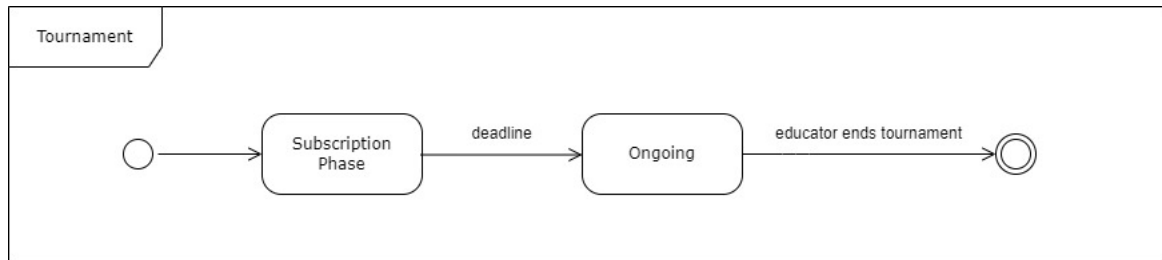 Tournament
Subscription
Phase
deadline
Ongoing
educator ends tournament